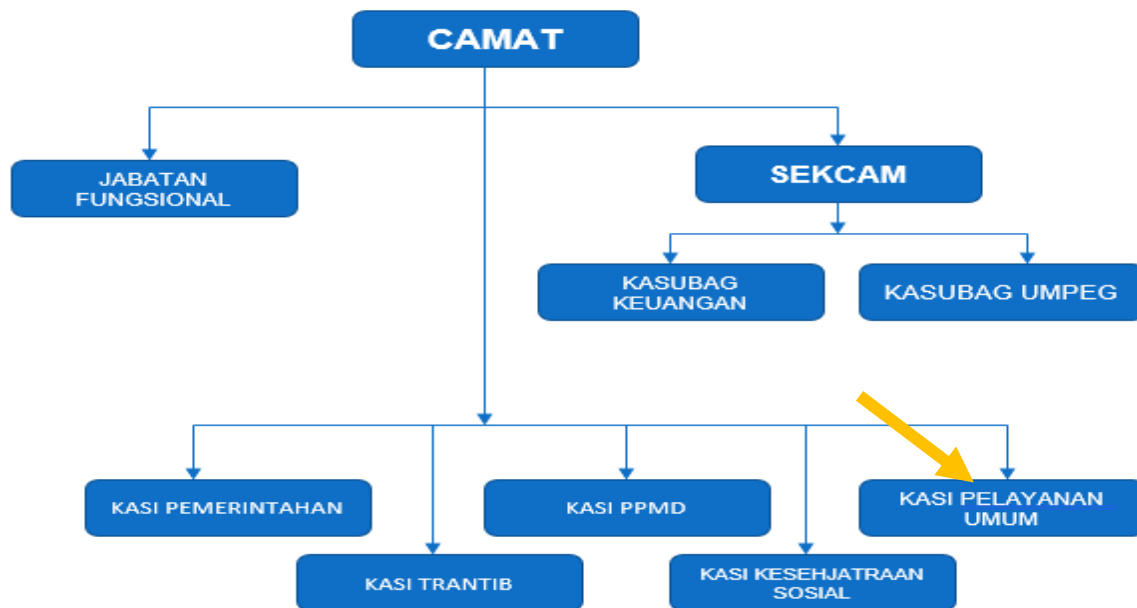 CAMAT
JABATAN
FUNGSIONAL
SEKCAM
KASUBAG
KEUANGAN
KASUBAG UMPEG
KASI PEMERINTAHAN
KASI PPMD
KASI PELAYANAN
UMUM
KASI TRANTIB
KASI KESEHJATRAAN
SOSIAL